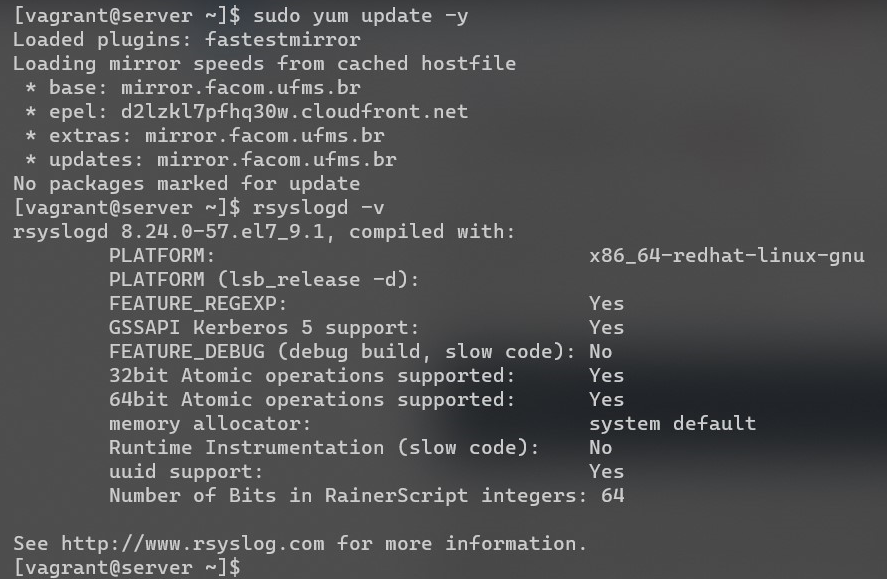 [vagrant@server ~]$ sudo yum update -y
Loaded plugins: fastestmirror
Loading mirror speeds from cached hostfile
 * base: mirror.facom.ufms.br
 * epel: d2lzkl7pfhq30w.cloudfront.net
 * extras: mirror.facom.ufms.br
 * updates: mirror.facom.ufms.br
No packages marked for update
[vagrant@server ~]$ rsyslogd -v
rsyslogd 8.24.0-57.el7_9.1, compiled with:
        PLATFORM:                               x86_64-redhat-linux-gnu
        PLATFORM (lsb_release -d):
        FEATURE_REGEXP:                         Yes
        GSSAPI Kerberos 5 support:              Yes
        FEATURE_DEBUG (debug build, slow code): No
        32bit Atomic operations supported:      Yes
        64bit Atomic operations supported:      Yes
        memory allocator:                       system default
        Runtime Instrumentation (slow code):    No
        uuid support:                           Yes
        Number of Bits in RainerScript integers: 64

See http://www.rsyslog.com for more information.
[vagrant@server ~]$